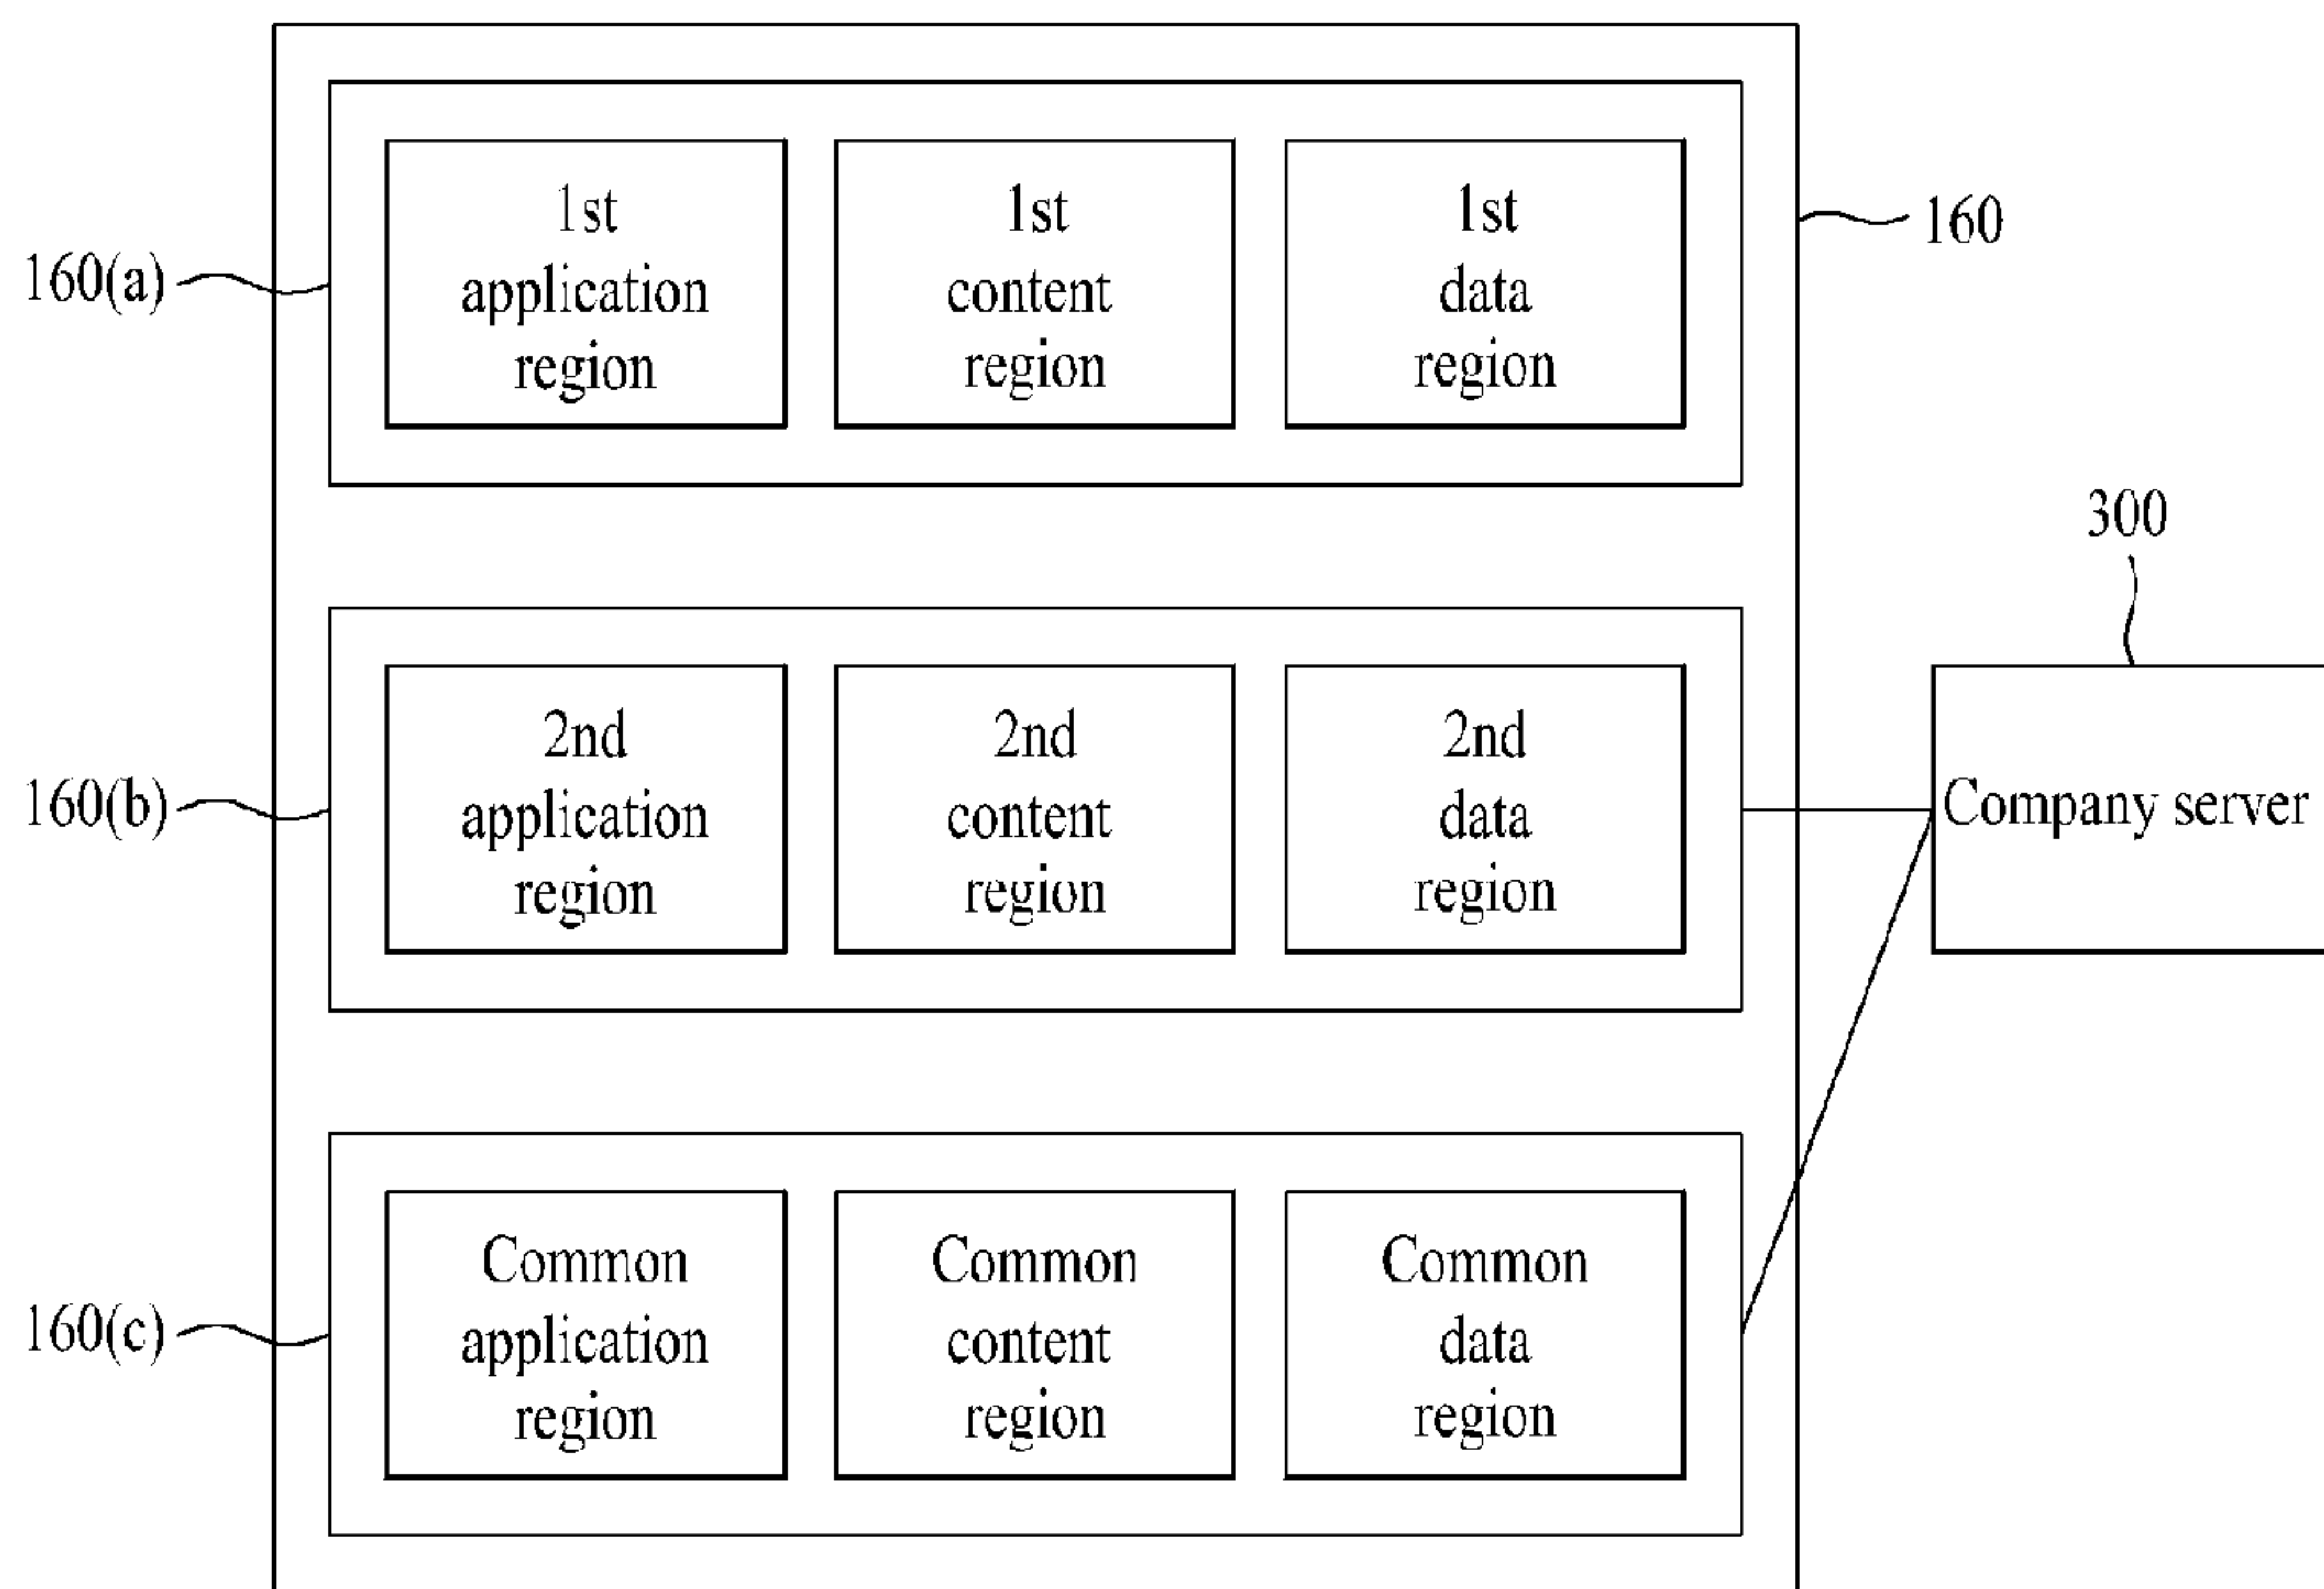 1st
application
region
1st
content
region
1st
data
region
160
160(a)
300
2nd
application
region
2nd
content
region
2nd
data
region
160(b)
Company server
Common
application
region
Common
content
region
Common
data
region
160(c)